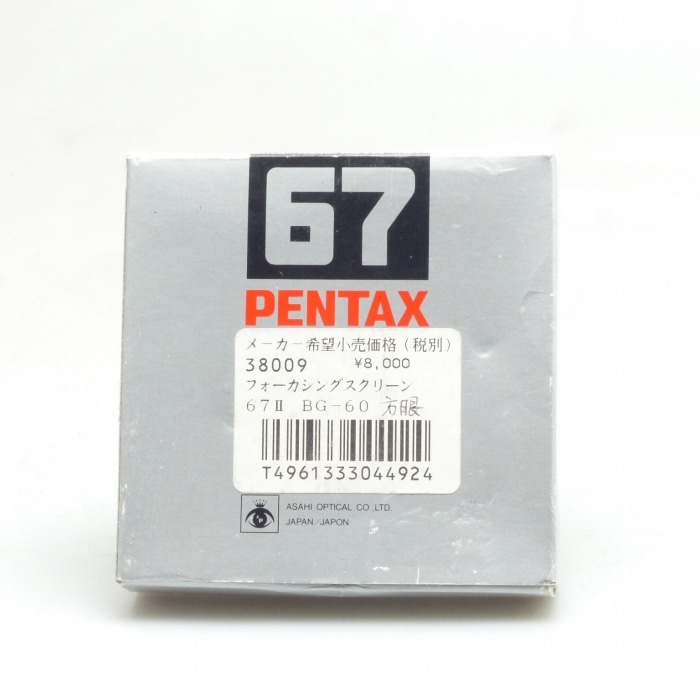 67
PENTAX
メーカー希望小売価格(税別)
38009 ¥8,000
フォーカシングスクリーン
67Ⅱ BG-60 方眼
T4961333044924
ASAHI OPTICAL CO.,LTD.
JAPAN/JAPON